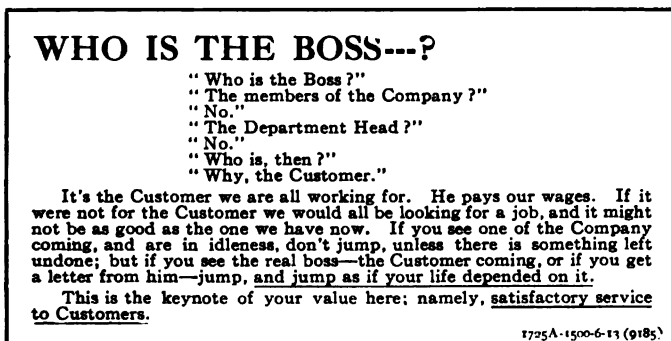 WHO IS THE BOSS---?
“ Who is the Boss ?”
“ The members of the Company ?”
“ No.”
“ The Department Head ?”
“ No.”
“ Who is, then ?”
“ Why, the Customer.”
It's the Customer we are all working for. He pays our wages. If it
were not for the Customer we would all be looking for a job, and it might
not be as good as the one we have now. If you see one of the Company
coming, and are in idleness, don't jump, unless there is something left
undone; but if you see the real boss—the Customer coming, or if you get
a letter from him—jump, and jump as if your life depended on it.
This is the keynote of your value here; namely, satisfactory service
to Customers.
1725A-1500-6-13 (9185)